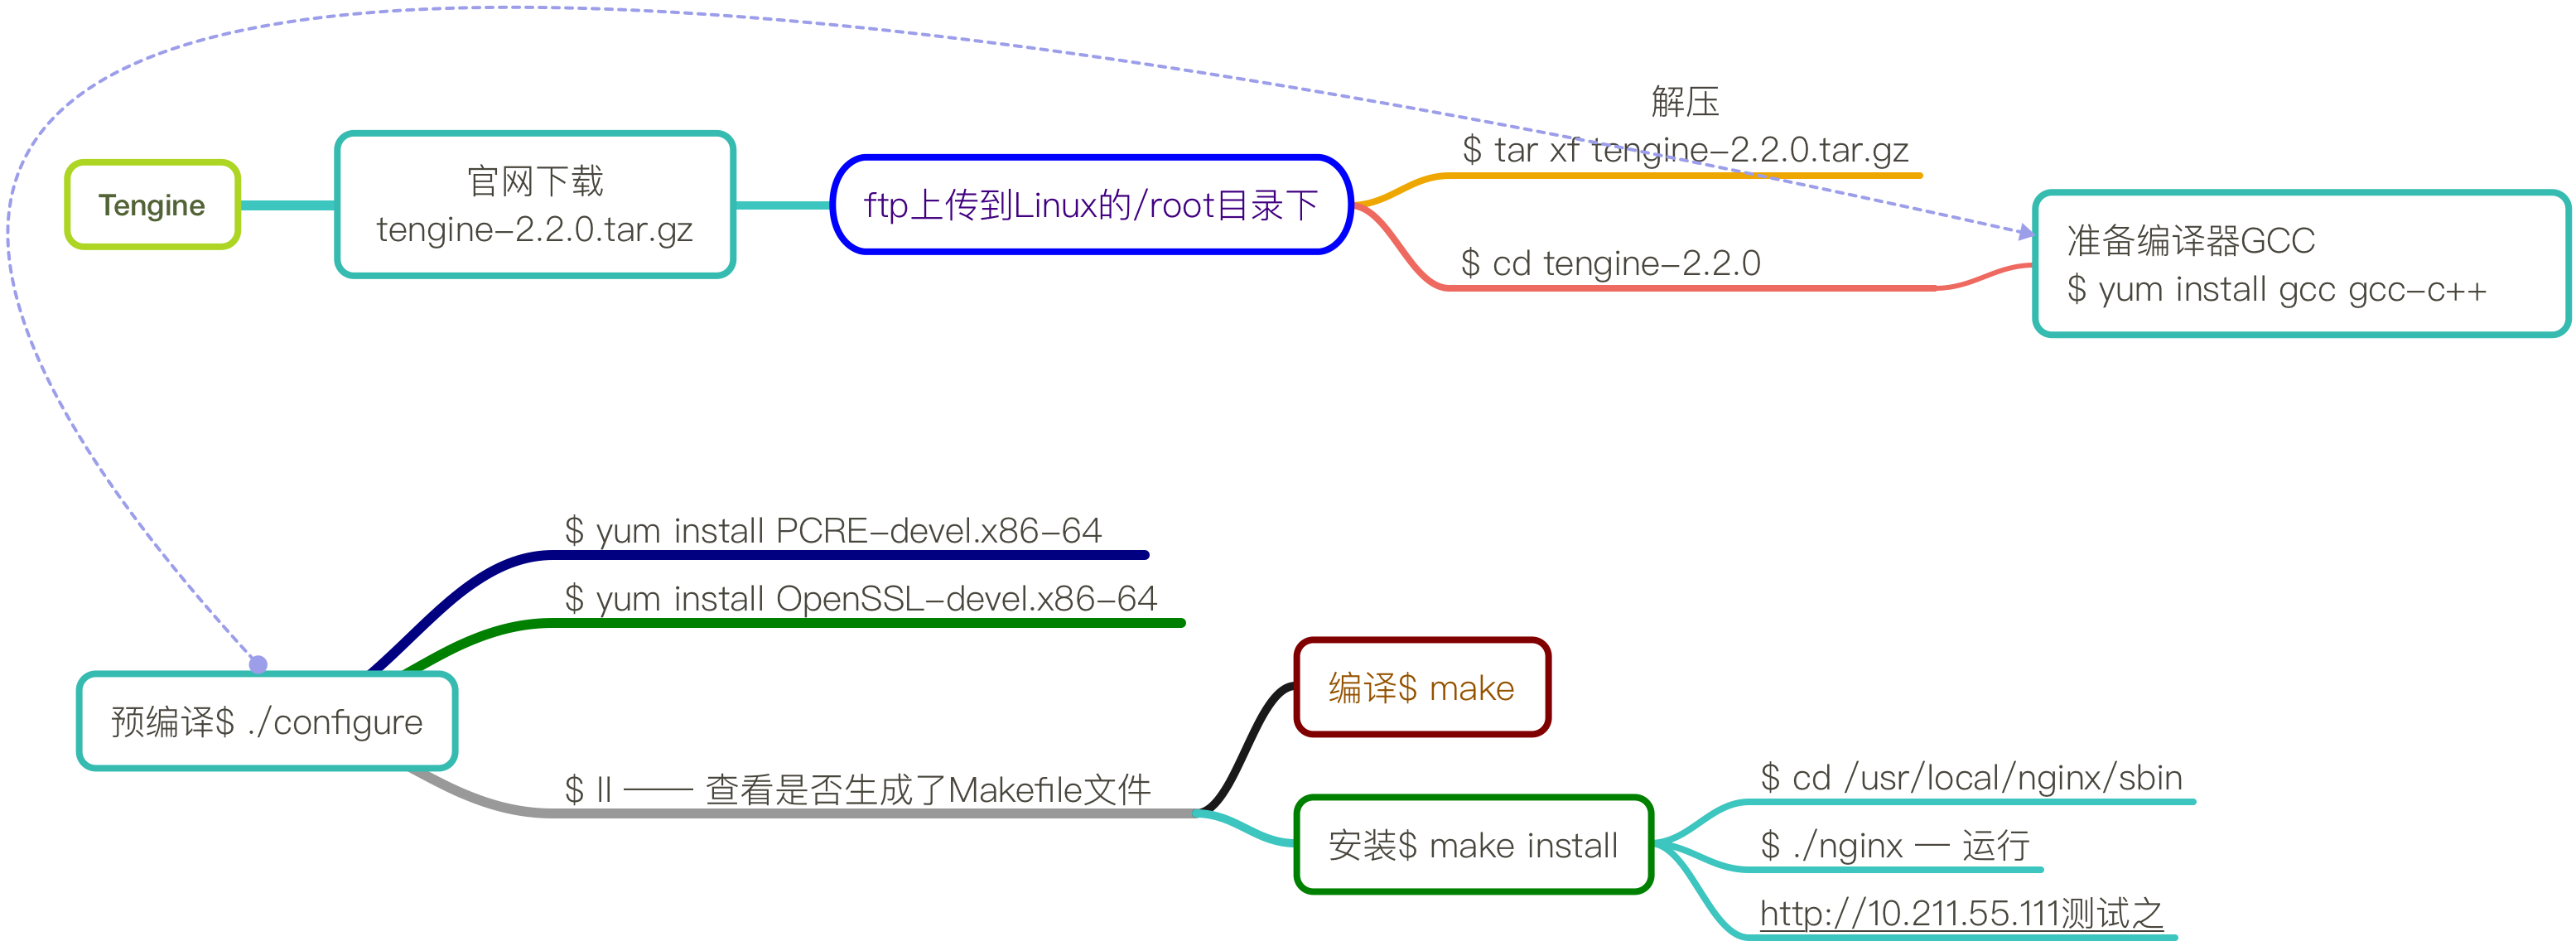 Tengine
官网下载
tengine-2.2.0.tar.gz
ftp上传到Linux的/root目录下
解压
$ tar xf tengine-2.2.0.tar.gz
$ cd tengine-2.2.0
准备编译器GCC
$ yum install gcc gcc-c++
预编译$ ./configure
$ yum install PCRE-devel.x86-64
$ yum install OpenSSL-devel.x86-64
$ ll —— 查看是否生成了Makefile文件
编译$ make
安装$ make install
$ cd /usr/local/nginx/sbin
$ ./nginx — 运行
http://10.211.55.111测试之